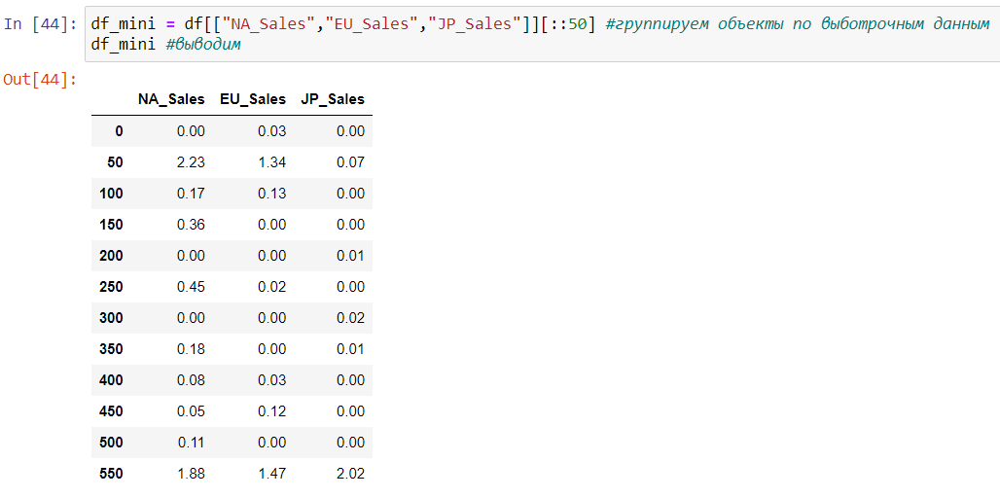 In [44]: df_mini = df[["NA_Sales","EU_Sales","JP_Sales"]][::50] #группируем объекты по выботрочным данным
df_mini #выводим
Out[44]:
NA_Sales EU_Sales JP_Sales
0 0.00 0.03 0.00
50 2.23 1.34 0.07
100 0.17 0.13 0.00
150 0.36 0.00 0.00
200 0.00 0.00 0.01
250 0.45 0.02 0.00
300 0.00 0.00 0.02
350 0.18 0.00 0.01
400 0.08 0.03 0.00
450 0.05 0.12 0.00
500 0.11 0.00 0.00
550 1.88 1.47 2.02